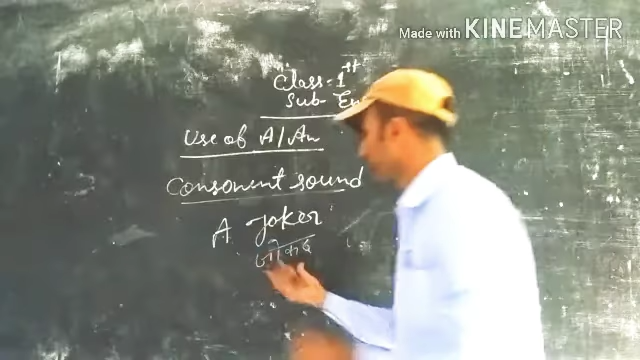 Made with KINEMASTER
Class-1st
Sub- En
Use of A/An
Consonent sound
A Joker
जोकर